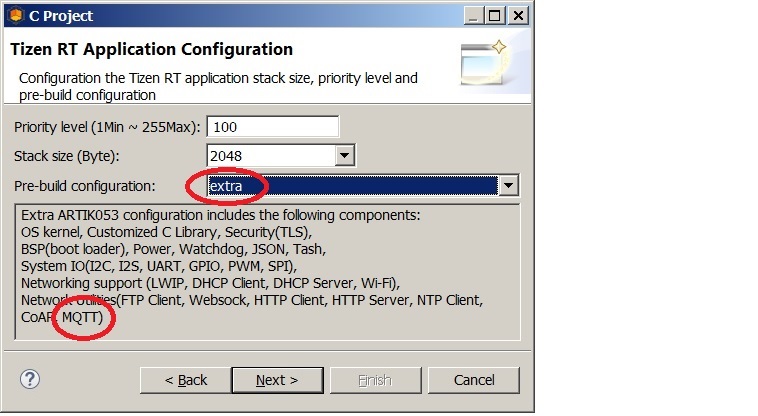 C Project
Tizen RT Application Configuration
Configuration the Tizen RT application stack size, priority level and
pre-build configuration
Priority level (1Min ~ 255Max): 100
Stack size (Byte): 2048
Pre-build configuration: extra
Extra ARTIK053 configuration includes the following components:
OS kernel, Customized C Library, Security(TLS),
BSP(boot loader), Power, Watchdog, JSON, Tash,
System IO(I2C, I2S, UART, GPIO, PWM, SPI),
Networking support (LWIP, DHCP Client, DHCP Server, Wi-Fi),
Network Utilities(FTP Client, Websock, HTTP Client, HTTP Server, NTP Client,
CoAP, MQTT)
?
< Back
Next >
Finish
Cancel